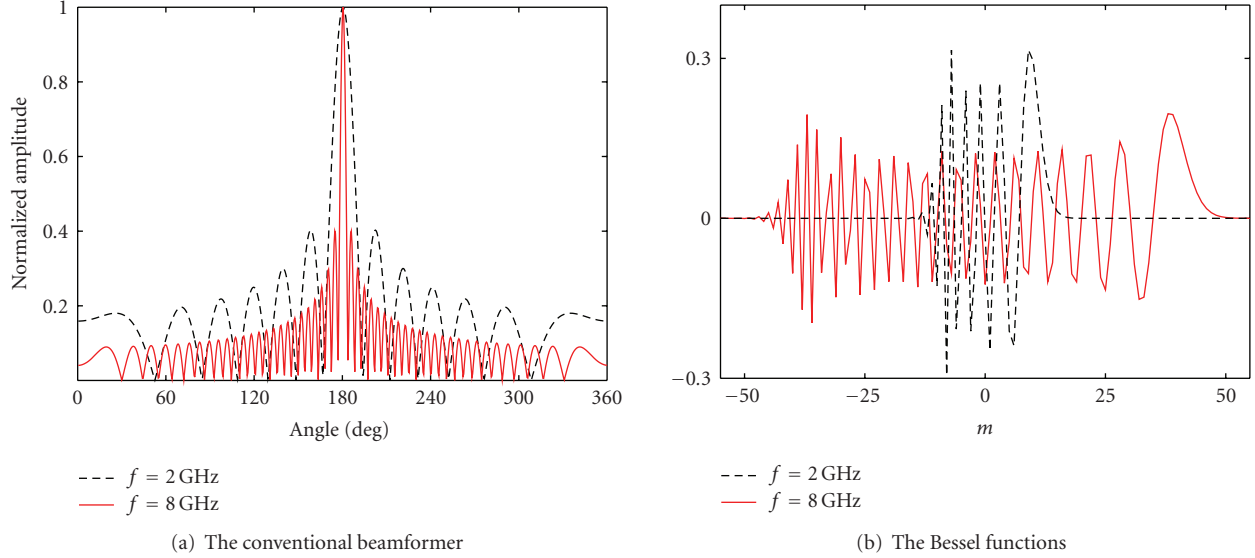 1
0.8
0.6
0.4
0.2
0
60
120
180
240
300
360
Normalized amplitude
Angle (deg)
f = 2 GHz
f = 8 GHz
(a) The conventional beamformer
0.3
0
−0.3
−50
−25
0
25
50
m
f = 2 GHz
f = 8 GHz
(b) The Bessel functions